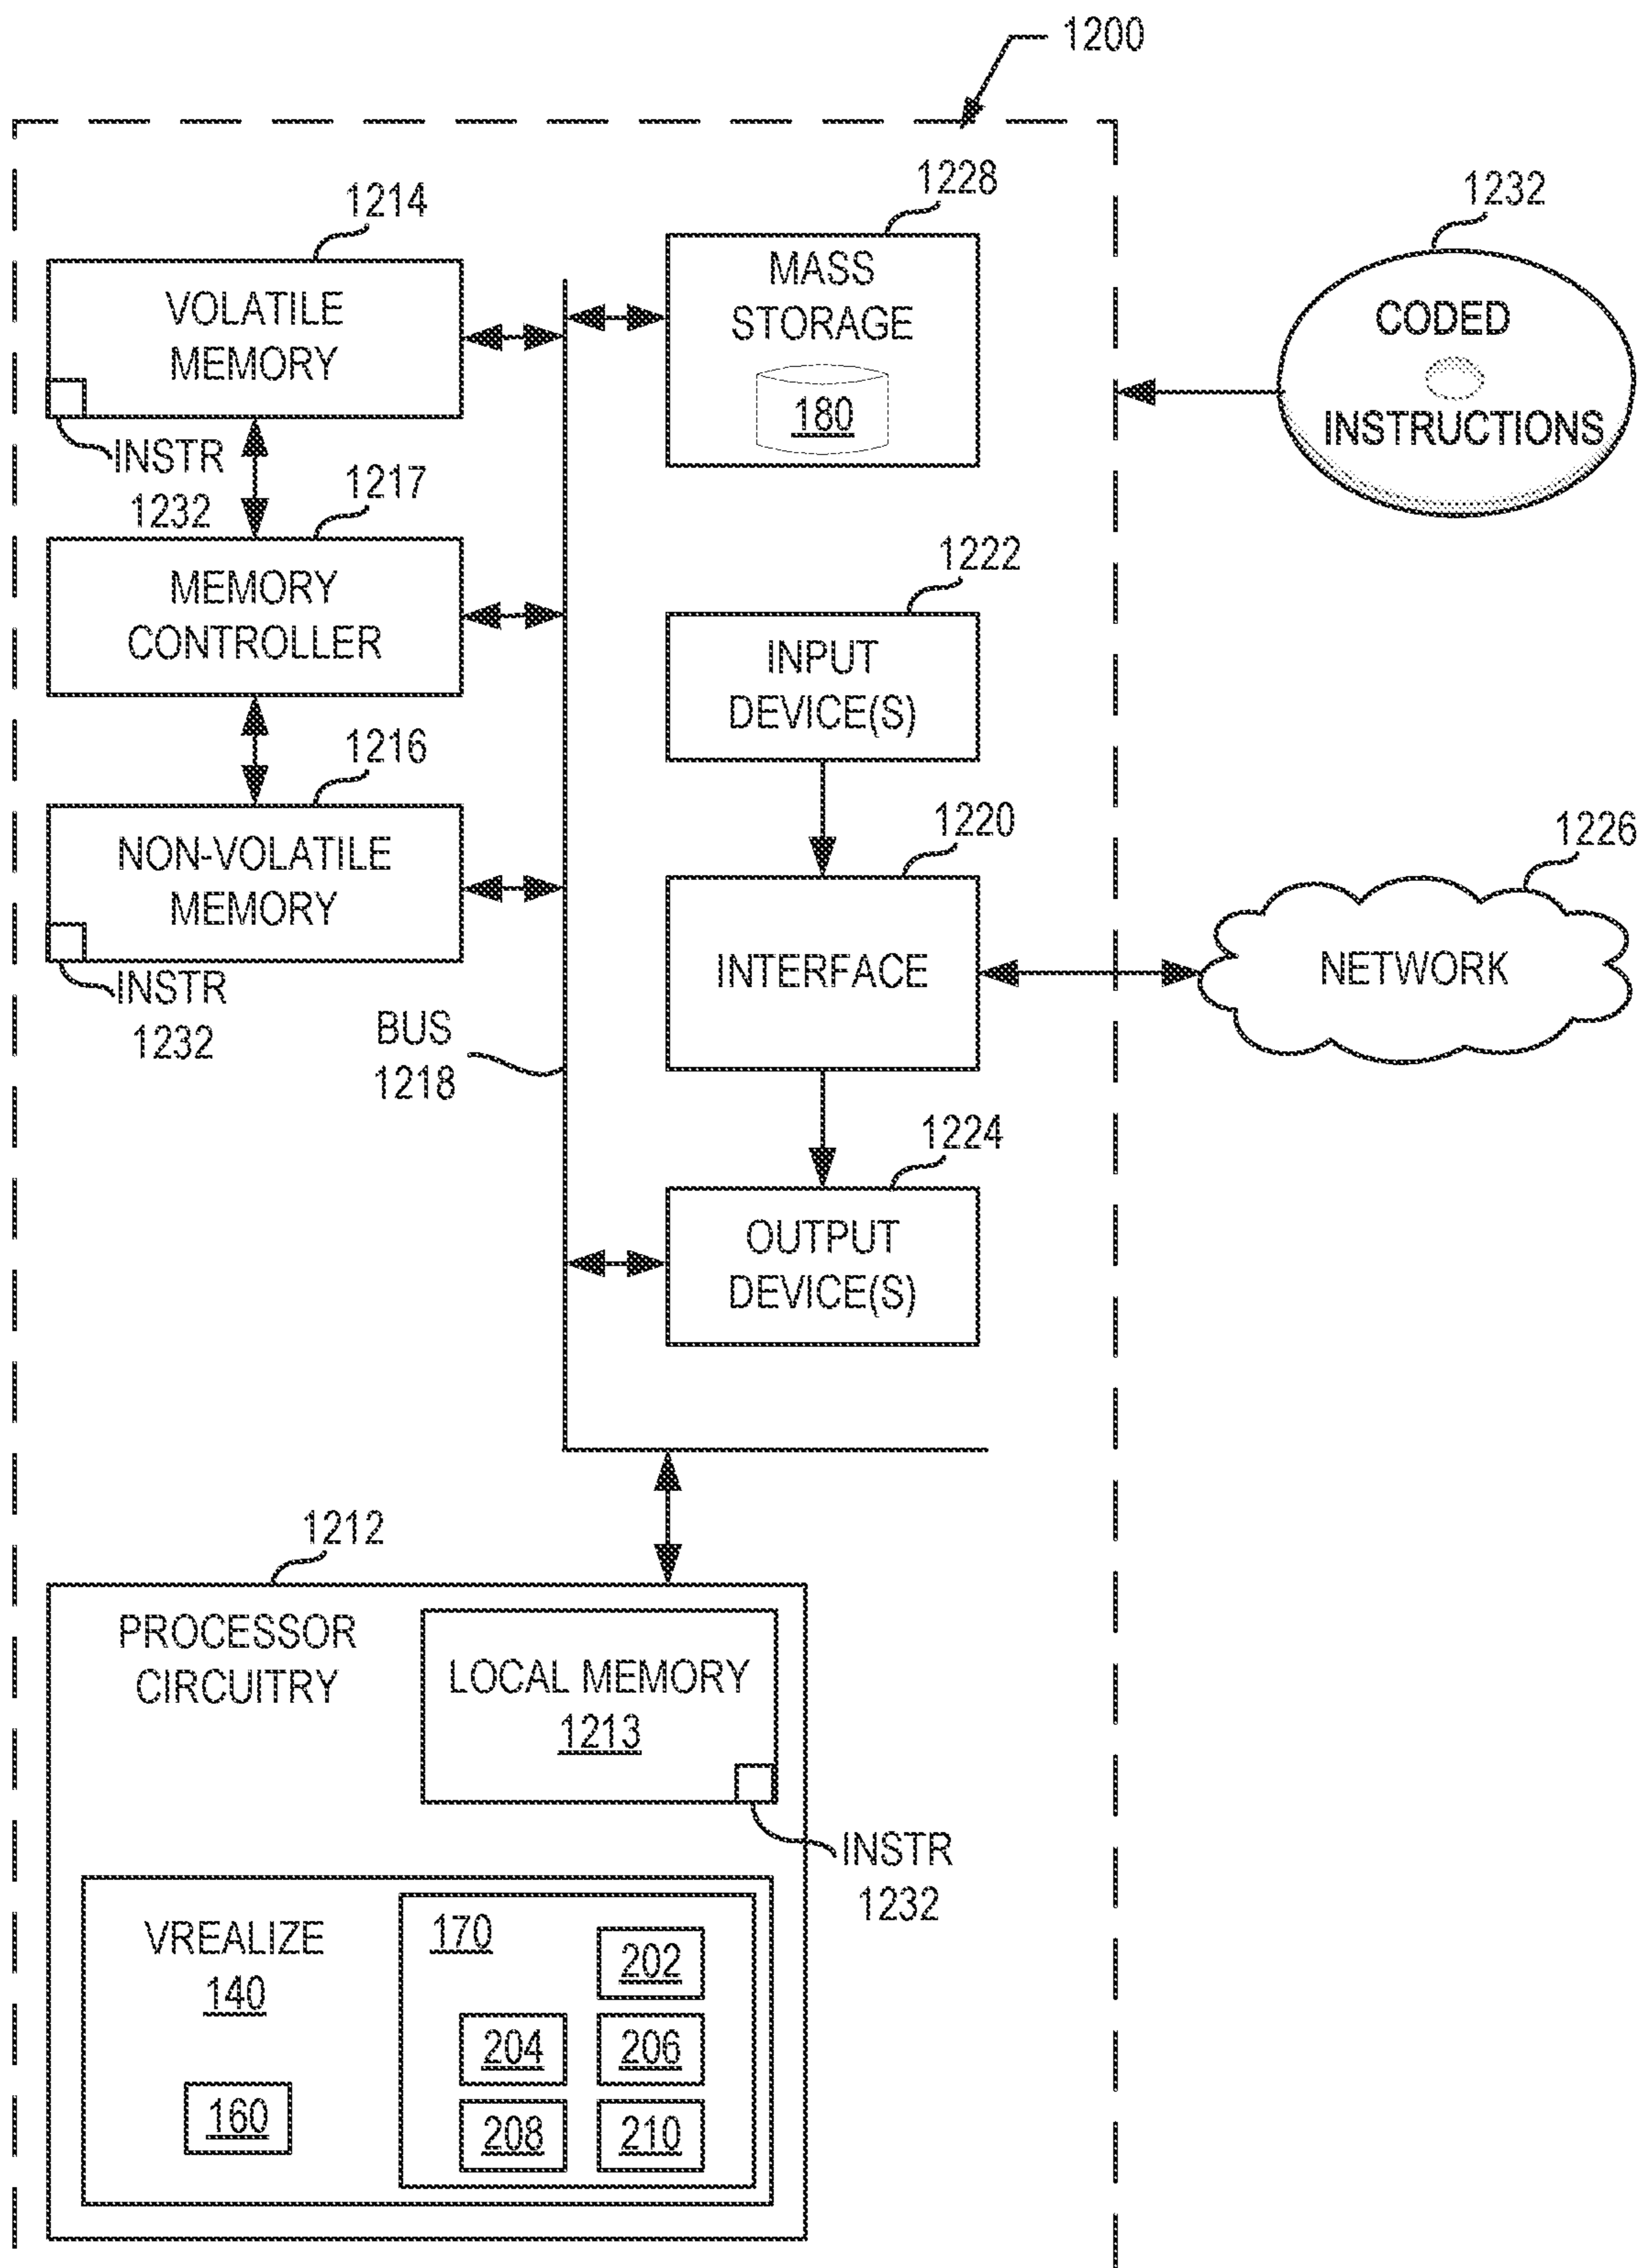 1200
1214
VOLATILE
MEMORY
INSTR
1232
1217
MEMORY
CONTROLLER
1216
NON-VOLATILE
MEMORY
INSTR
1232
BUS
1218
1228
MASS
STORAGE
180
1222
INPUT
DEVICE(S)
1220
INTERFACE
1224
OUTPUT
DEVICE(S)
1232
CODED
INSTRUCTIONS
1226
NETWORK
1212
PROCESSOR
CIRCUITRY
LOCAL MEMORY
1213
INSTR
1232
VREALIZE
140
160
170
202
204
206
208
210